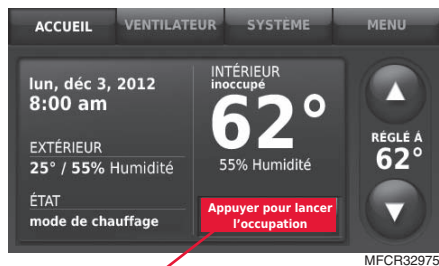 ACCUEIL
VENTILATEUR
SYSTÉME
MENU
lun, déc 3, 2012
8:00 am
EXTÉRIEUR
25° / 55% Humidité
ÉTAT
mode de chauffage
INTÉRIEUR
inoccupé
62°
55% Humidité
Appuyer pour lancer
l'occupation
RÉGLÉ À
62°
MFCR32975